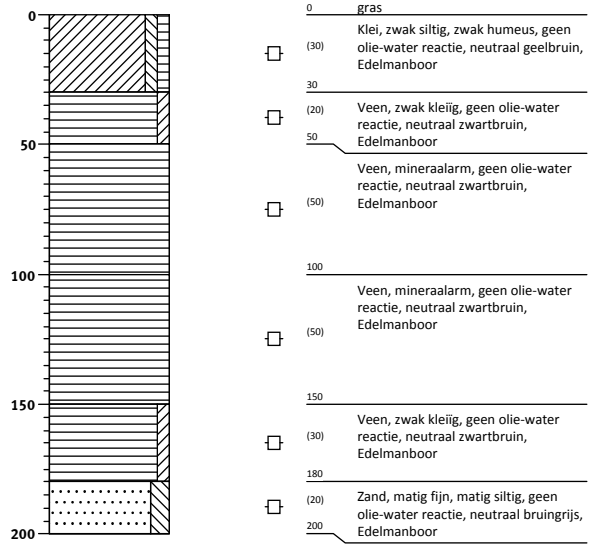 0
0
gras
(30)
Klei, zwak siltig, zwak humeus, geen
olie-water reactie, neutraal geelbruin,
Edelmanboor
30
(20)
Veen, zwak kleiïg, geen olie-water
reactie, neutraal zwartbruin,
Edelmanboor
50
50
(50)
Veen, mineraalarm, geen olie-water
reactie, neutraal zwartbruin,
Edelmanboor
100
100
(50)
Veen, mineraalarm, geen olie-water
reactie, neutraal zwartbruin,
Edelmanboor
150
150
(30)
Veen, zwak kleiïg, geen olie-water
reactie, neutraal zwartbruin,
Edelmanboor
180
(20)
Zand, matig fijn, matig siltig, geen
olie-water reactie, neutraal bruingrijs,
Edelmanboor
200
200